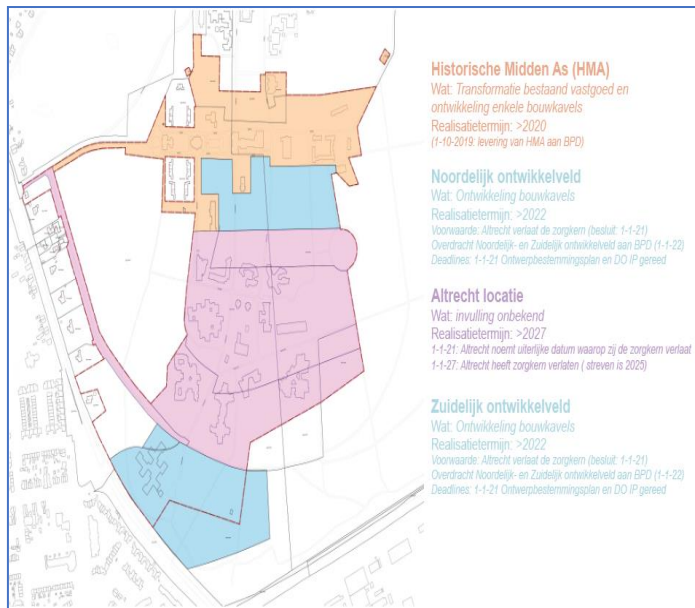 Historische Midden As (HMA)
Wat: Transformatie bestaand vastgoed en
ontwikkeling enkele bouwkavels
Realisatietermijn: >2020
(1-10-2019: levering van HMA aan BPD)
Noordelijk ontwikkelveld
Wat: Ontwikkeling bouwkavels
Realisatietermijn: >2022
Voorwaarde: Altrecht verlaat de zorgkern (besluit: 1-1-21)
Overdracht Noordelijk- en Zuidelijk ontwikkelveld aan BPD (1-1-22)
Deadlines: 1-1-21 Ontwerpbestemmingsplan en DO IP gereed
Altrecht locatie
Wat: invulling onbekend
Realisatietermijn: >2027
1-1-21: Altrecht noemt uiterlijke datum waarop zij de zorgkern verlaat
1-1-27: Altrecht heeft zorgkern verlaten ( streven is 2025)
Zuidelijk ontwikkelveld
Wat: Ontwikkeling bouwkavels
Realisatietermijn: >2022
Voorwaarde: Altrecht verlaat de zorgkern (besluit: 1-1-21)
Overdracht Noordelijk- en Zuidelijk ontwikkelveld aan BPD (1-1-22)
Deadlines: 1-1-21 Ontwerpbestemmingsplan en DO IP gereed